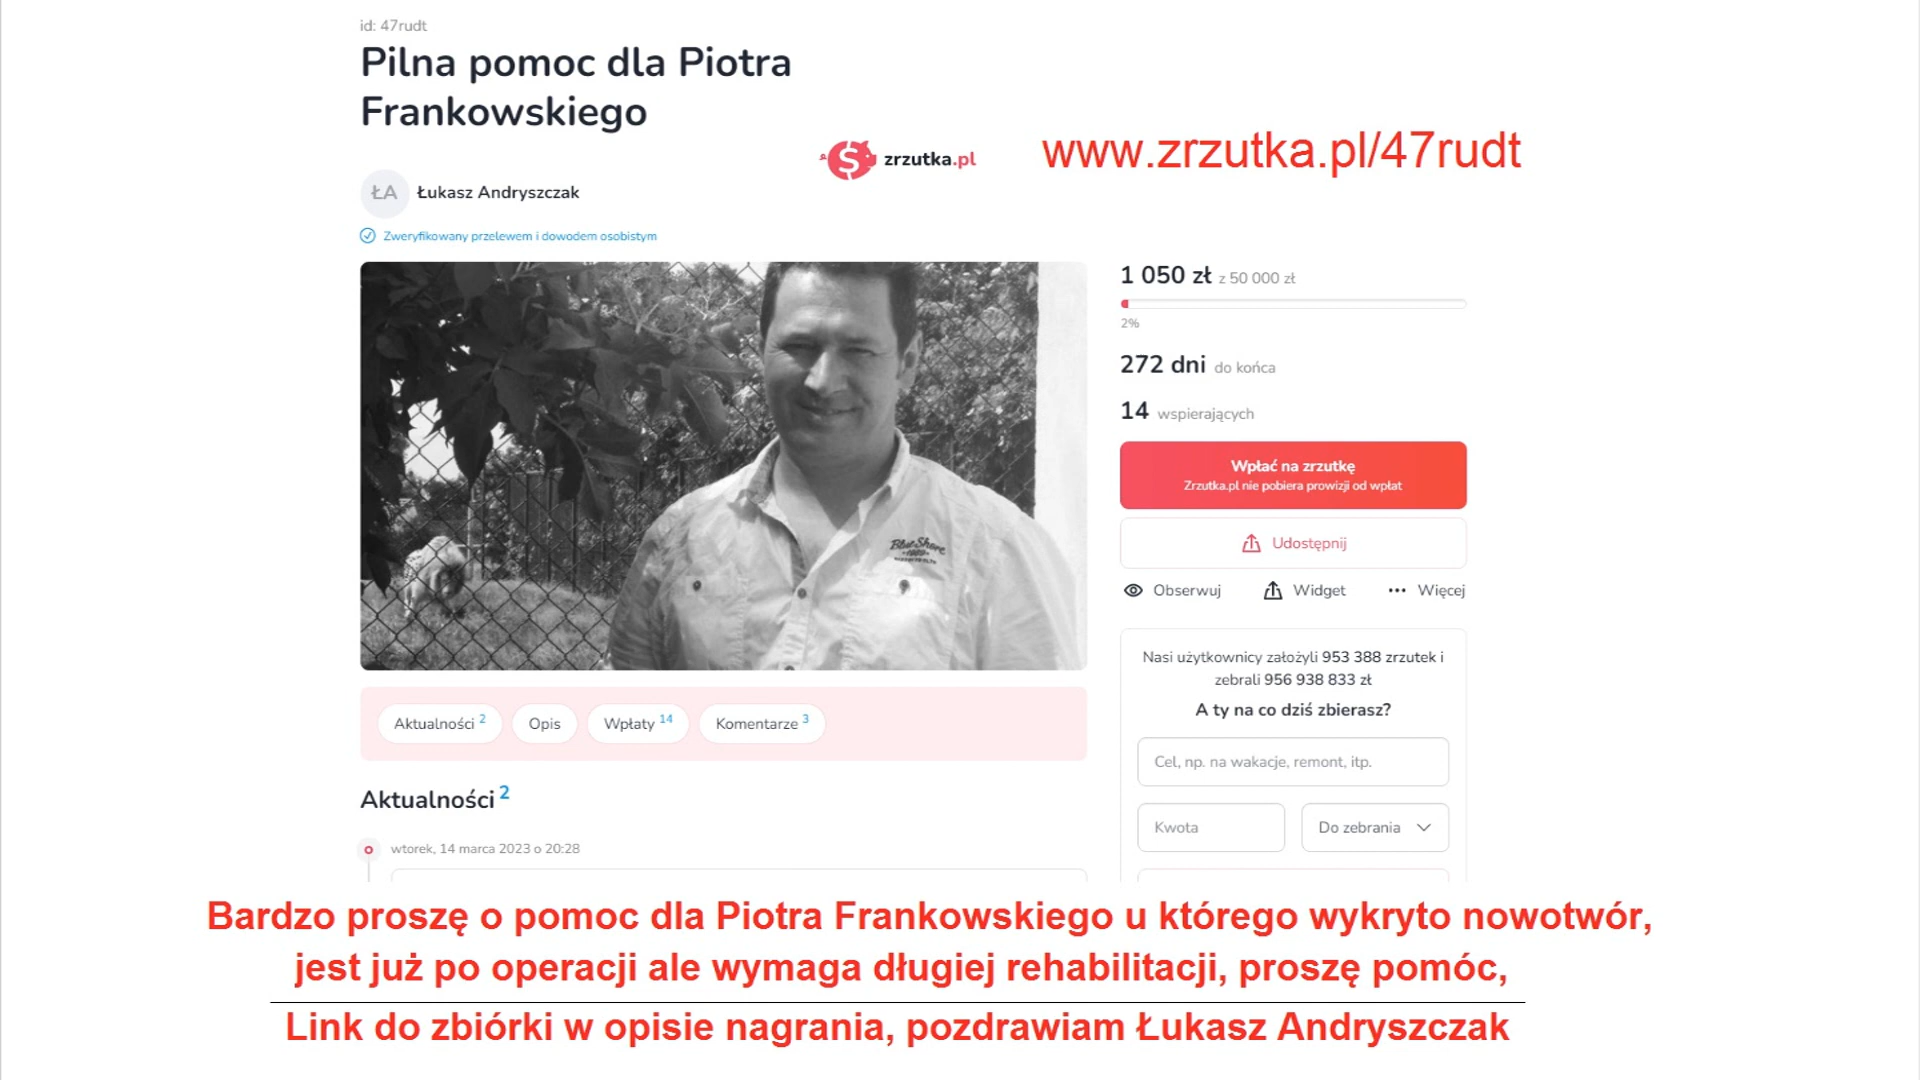 id: 47rudt
Pilna pomoc dla Piotra
Frankowskiego
zrzutka.pl
www.zrzutka.pl/47rudt
ŁA
Łukasz Andryszczak
Zweryfikowany przelewem i dowodem osobistym
1 050 zł z 50 000 zł
2%
272 dni do końca
14 wspierających
Wpłać na zrzutkę
Zrzutka.pl nie pobiera prowizji od wpłat
Udostępnij
Obserwuj Widget Więcej
Blue Shore
Nasi użytkownicy założyli 953 388 zrzutek i
zebrali 956 938 833 zł
A ty na co dziś zbierasz?
Cel, np. na wakacje, remont, itp.
Kwota
Do zebrania
Aktualności 2
Opis
Wpłaty 14
Komentarze 3
Aktualności 2
wtorek, 14 marca 2023 o 20:28
Bardzo proszę o pomoc dla Piotra Frankowskiego u którego wykryto nowotwór,
jest już po operacji ale wymaga długiej rehabilitacji, proszę pomóc,
Link do zbiórki w opisie nagrania, pozdrawiam Łukasz Andryszczak